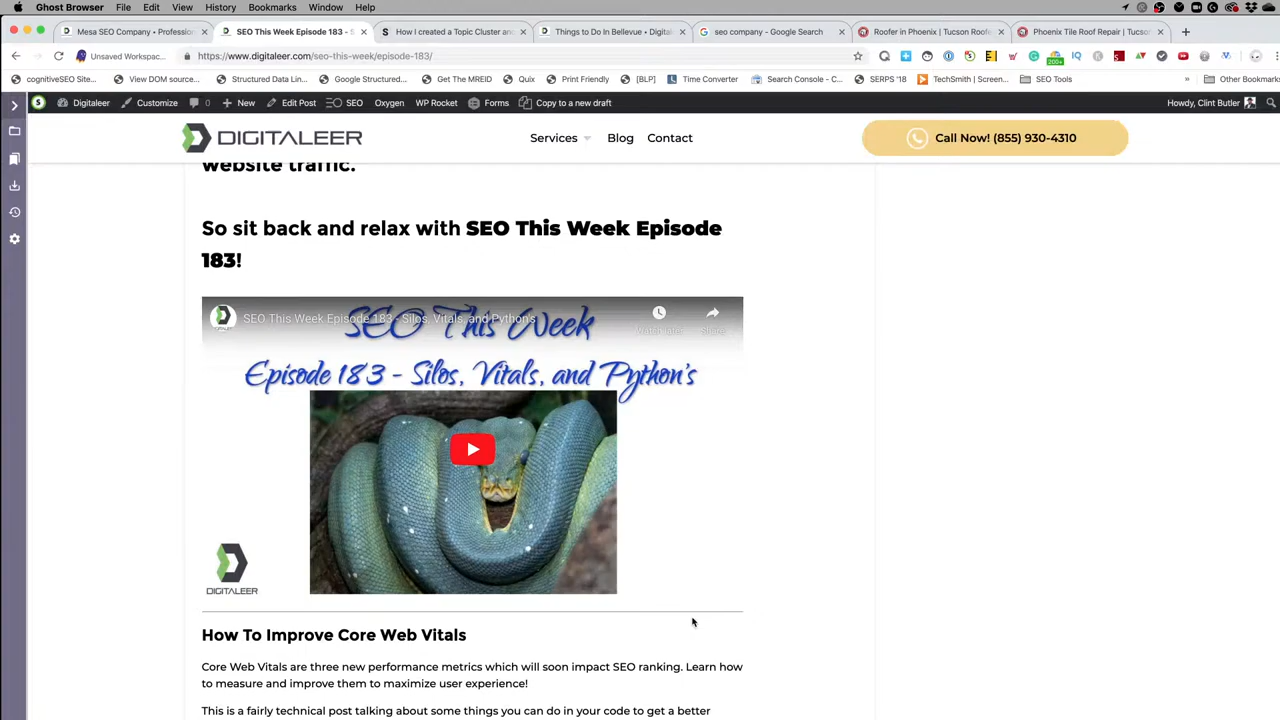 Ghost Browser File Edit View History Bookmarks Window Help
Mesa SEO Company • Profession
SEO This Week Episode 183 - S
How I created a Topic Cluster and
Things to Do In Bellevue • Digital
seo company - Google Search
Roofer in Phoenix | Tucson Roofe
Phoenix Tile Roof Repair | Tucso
Unsaved Workspac... https://www.digitaleer.com/seo-this-week/episode-183/
200+
cognitiveSEO Site... View DOM source... Structured Data Lin... Google Structured... Get The MREID Quix Print Friendly [BLP] Time Converter Search Console - C... SERPS '18 TechSmith | Screen... SEO Tools » Other Bookmarks
Digitaleer Customize 0 New Edit Post SEO Oxygen WP Rocket Forms Copy to a new draft Howdy, Clint Butler
DIGITALEER Services Blog Contact Call Now! (855) 930-4310
website traffic.
So sit back and relax with SEO This Week Episode
183!
SEO This Week Episode 183 - Silos, Vitals, and Python's
Share
SEO This Week
Episode 183 - Silos, Vitals, and Python's
DIGITALEER
How To Improve Core Web Vitals
Core Web Vitals are three new performance metrics which will soon impact SEO ranking. Learn how
to measure and improve them to maximize user experience!
This is a fairly technical post talking about some things you can do in your code to get a better